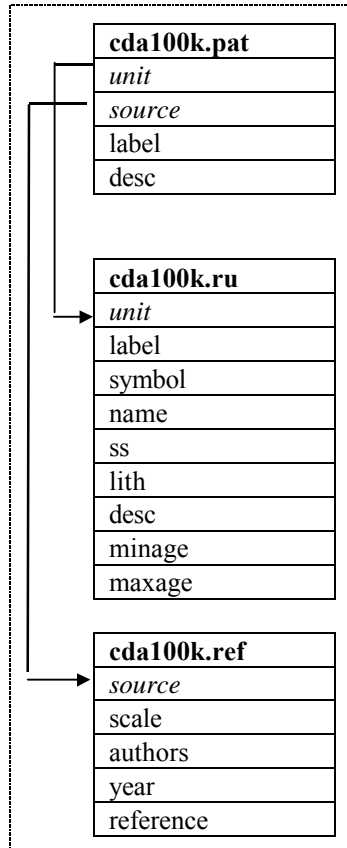 cda100k.pat
unit
source
label
desc
cda100k.ru
unit
label
symbol
name
ss
lith
desc
minage
maxage
cda100k.ref
source
scale
authors
year
reference